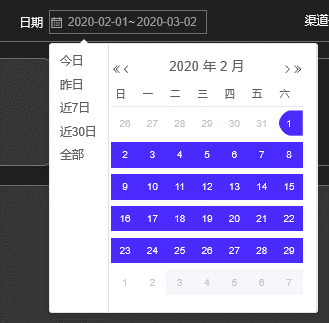 日期 2020-02-01~2020-03-02 渠道
今日
昨日
近7日
近30日
全部
2020 年 2 月
日 一 二 三 四 五 六
26 27 28 29 30 31 1
2 3 4 5 6 7 8
9 10 11 12 13 14 15
16 17 18 19 20 21 22
23 24 25 26 27 28 29
1 2 3 4 5 6 7